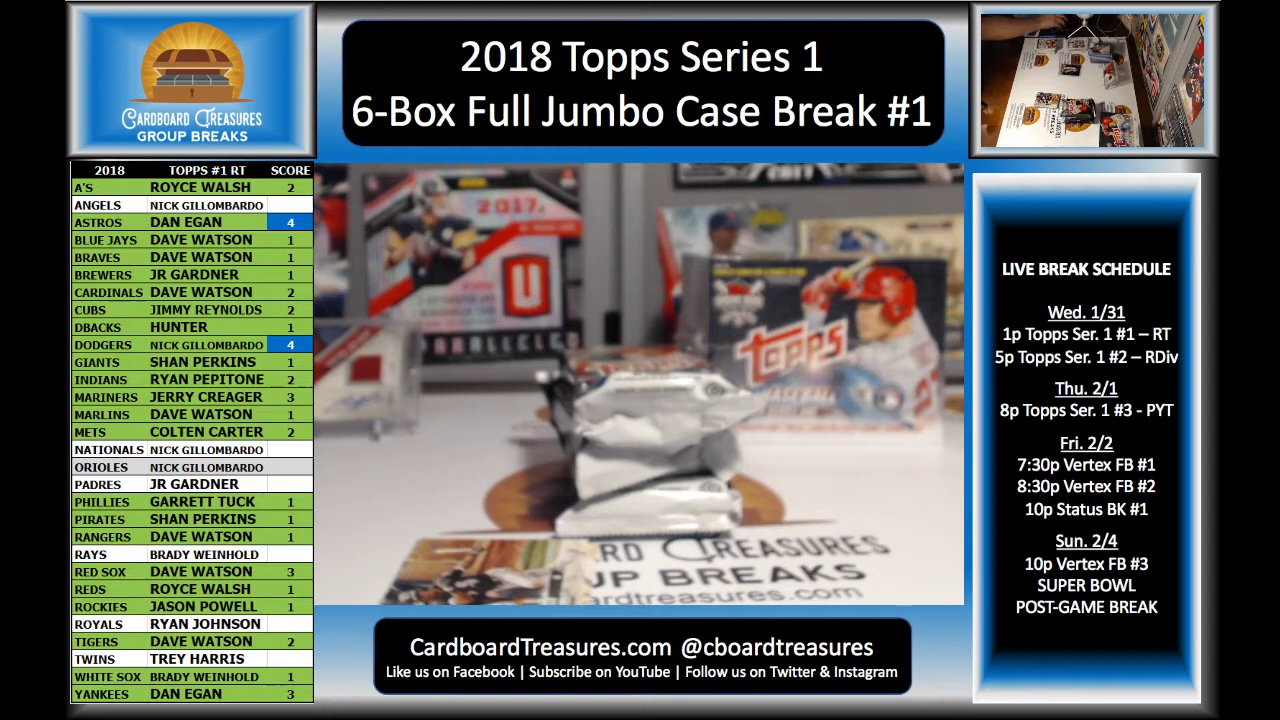 CARDBOARD TREASURES
GROUP BREAKS
2018 Topps Series 1
6-Box Full Jumbo Case Break #1
2018 TOPPS #1 RT SCORE
A'S ROYCE WALSH 2
ANGELS NICK GILLOMBARDO
ASTROS DAN EGAN 4
BLUE JAYS DAVE WATSON 1
BRAVES DAVE WATSON 1
BREWERS JR GARDNER 1
CARDINALS DAVE WATSON 2
CUBS JIMMY REYNOLDS 2
DBACKS HUNTER 1
DODGERS NICK GILLOMBARDO 4
GIANTS SHAN PERKINS 1
INDIANS RYAN PEPITONE 2
MARINERS JERRY CREAGER 3
MARLINS DAVE WATSON 1
METS COLTEN CARTER 2
NATIONALS NICK GILLOMBARDO
ORIOLES NICK GILLOMBARDO
PADRES JR GARDNER
PHILLIES GARRETT TUCK 1
PIRATES SHAN PERKINS 1
RANGERS DAVE WATSON 1
RAYS BRADY WEINHOLD
RED SOX DAVE WATSON 3
REDS ROYCE WALSH 1
ROCKIES JASON POWELL 1
ROYALS RYAN JOHNSON
TIGERS DAVE WATSON 2
TWINS TREY HARRIS
WHITE SOX BRADY WEINHOLD 1
YANKEES DAN EGAN 3
2017
U
TOPPS
RD TREASURES
UP BREAKS
ardtreasures.com
LIVE BREAK SCHEDULE
Wed. 1/31
1p Topps Ser. 1 #1 – RT
5p Topps Ser. 1 #2 – RDiv
Thu. 2/1
8p Topps Ser. 1 #3 - PYT
Fri. 2/2
7:30p Vertex FB #1
8:30p Vertex FB #2
10p Status BK #1
Sun. 2/4
10p Vertex FB #3
SUPER BOWL
POST-GAME BREAK
CardboardTreasures.com @cboardtreasures
Like us on Facebook | Subscribe on YouTube | Follow us on Twitter & Instagram